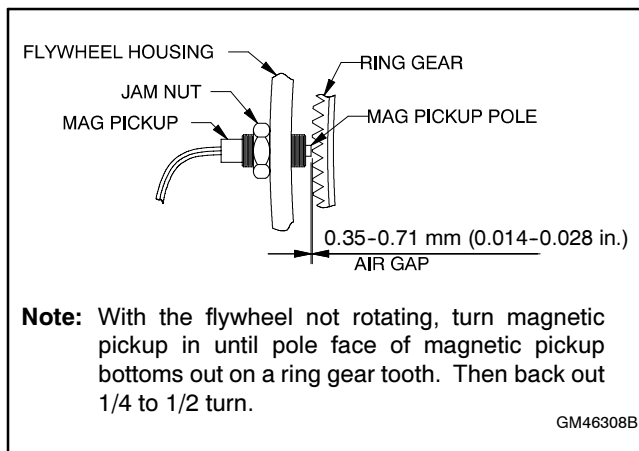 FLYWHEEL HOUSING
RING GEAR
JAM NUT
MAG PICKUP
MAG PICKUP POLE
0.35-0.71 mm (0.014-0.028 in.)
AIR GAP
Note: With the flywheel not rotating, turn magnetic
pickup in until pole face of magnetic pickup
bottoms out on a ring gear tooth. Then back out
1/4 to 1/2 turn.
GM46308B